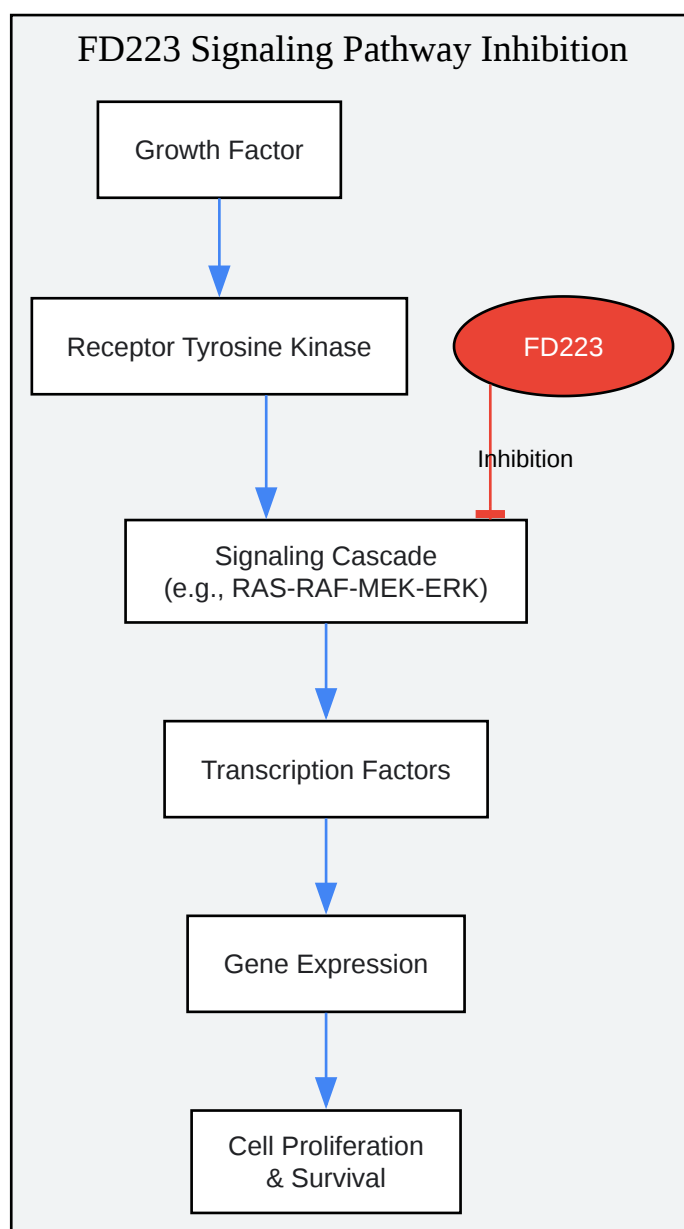 FD223 Signaling Pathway Inhibition
Growth Factor
Receptor Tyrosine Kinase
FD223
Inhibition
Signaling Cascade
(e.g., RAS-RAF-MEK-ERK)
Transcription Factors
Gene Expression
Cell Proliferation
& Survival